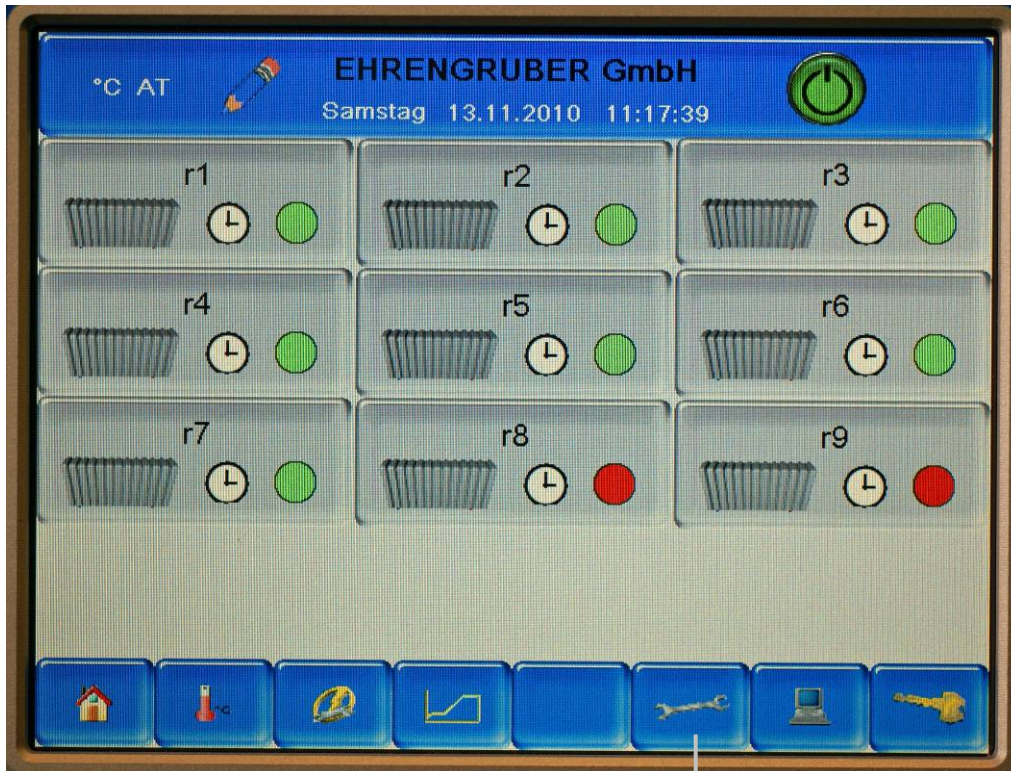 °C AT
EHRENGRUBER GmbH
Samstag 13.11.2010 11:17:39
r1
r2
r3
r4
r5
r6
r7
r8
r9
°C